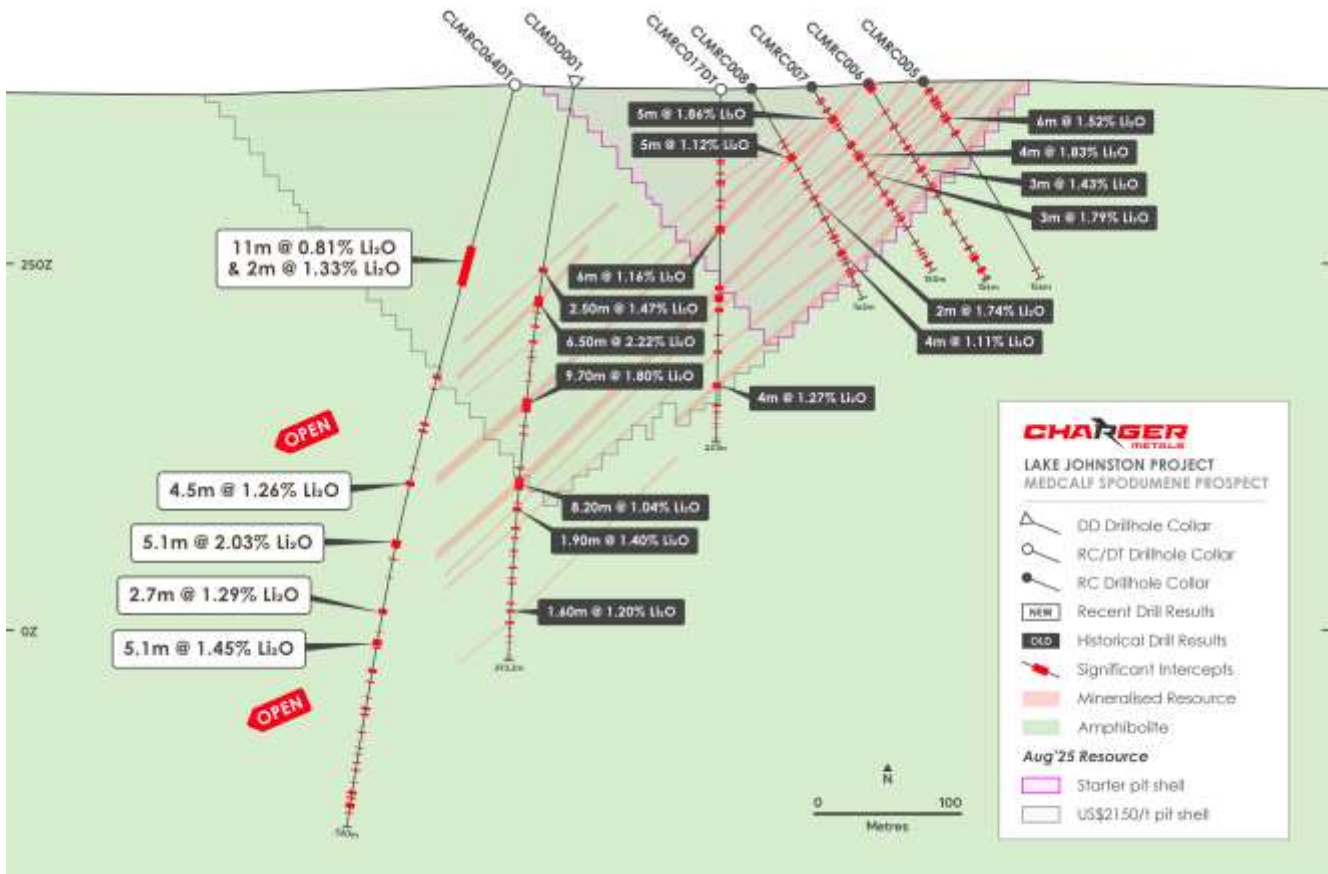 CLMRC064DT
CLMDD001
CLMRC017DT
CLMRC008
CLMRC007
CLMRC006
CLMRC005
5m @ 1.86% Li₂O
5m @ 1.12% Li₂O
6m @ 1.52% Li₂O
4m @ 1.83% Li₂O
3m @ 1.43% Li₂O
3m @ 1.79% Li₂O
11m @ 0.81% Li₂O
& 2m @ 1.33% Li₂O
250Z
6m @ 1.16% Li₂O
2.50m @ 1.47% Li₂O
6.50m @ 2.22% Li₂O
9.70m @ 1.80% Li₂O
2m @ 1.74% Li₂O
4m @ 1.11% Li₂O
4m @ 1.27% Li₂O
OPEN
4.5m @ 1.26% Li₂O
5.1m @ 2.03% Li₂O
2.7m @ 1.29% Li₂O
5.1m @ 1.45% Li₂O
8.20m @ 1.04% Li₂O
1.90m @ 1.40% Li₂O
1.60m @ 1.20% Li₂O
0Z
OPEN
N
0 100
Metres
CHARGER
METALS
LAKE JOHNSTON PROJECT
MEDCALF SPODUMENE PROSPECT
DD Drillhole Collar
RC/DT Drillhole Collar
RC Drillhole Collar
NEW Recent Drill Results
OLD Historical Drill Results
Significant Intercepts
Mineralised Resource
Amphibolite
Aug'25 Resource
Starter pit shell
US$2150/t pit shell